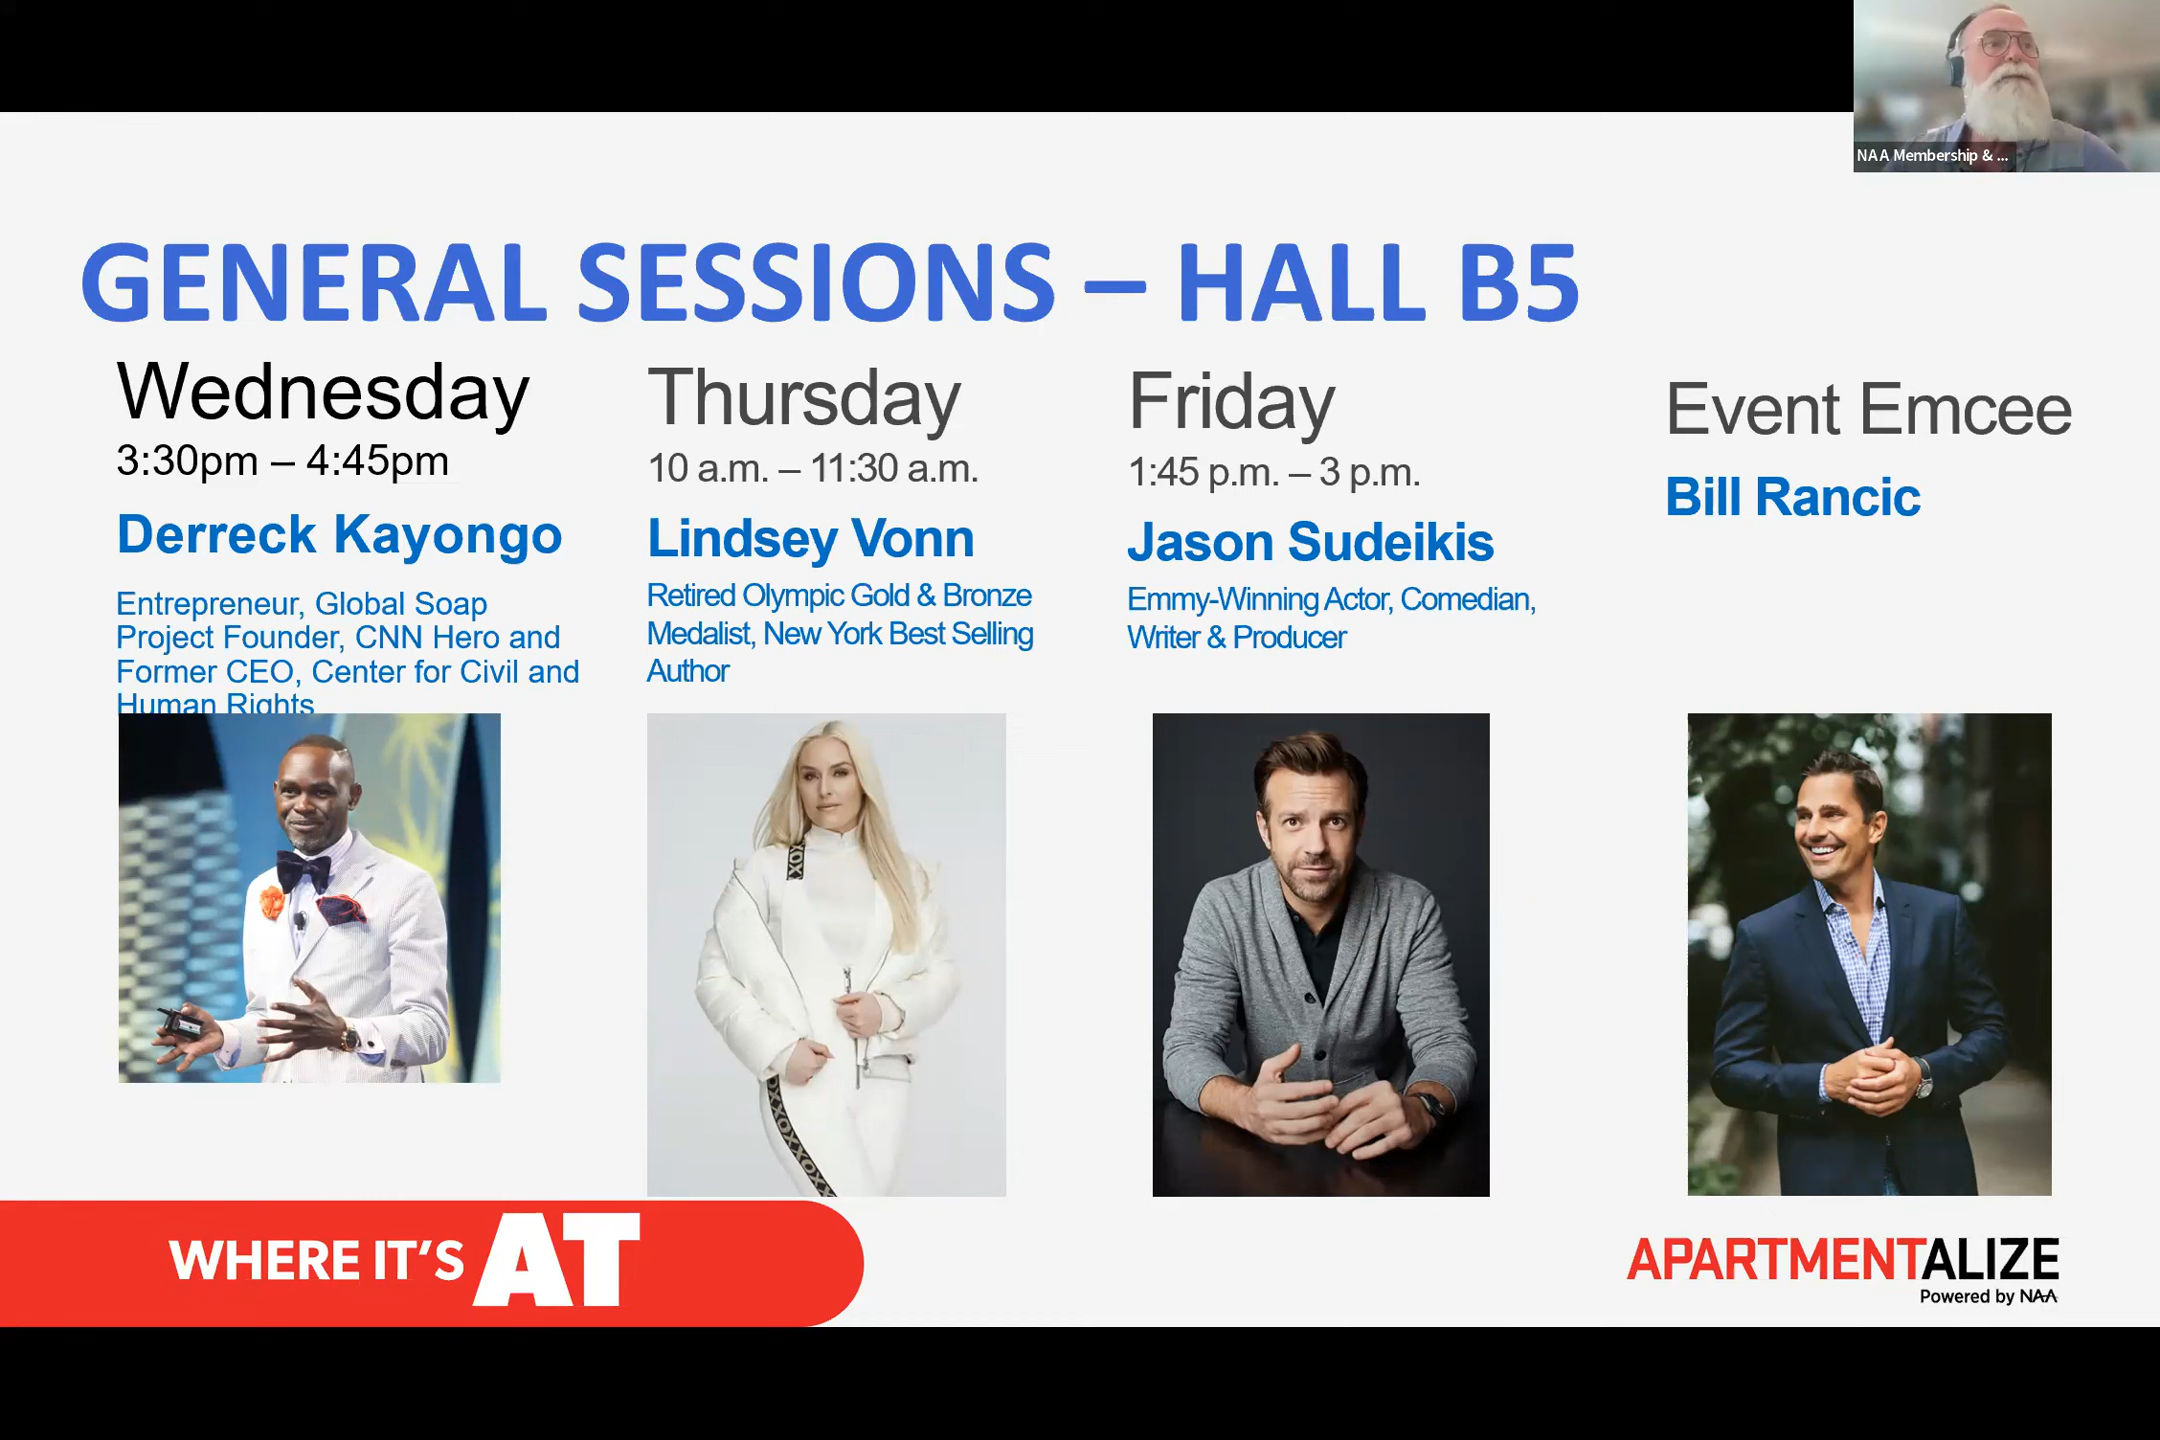 NAA Membership & ...
GENERAL SESSIONS – HALL B5
Wednesday
3:30pm – 4:45pm
Derreck Kayongo
Entrepreneur, Global Soap
Project Founder, CNN Hero and
Former CEO, Center for Civil and
Human Rights
Thursday
10 a.m. – 11:30 a.m.
Lindsey Vonn
Retired Olympic Gold & Bronze
Medalist, New York Best Selling
Author
Friday
1:45 p.m. – 3 p.m.
Jason Sudeikis
Emmy-Winning Actor, Comedian,
Writer & Producer
Event Emcee
Bill Rancic
XOX
XOXOXOX
WHERE IT'S AT
APARTMENTALIZE
Powered by NAA